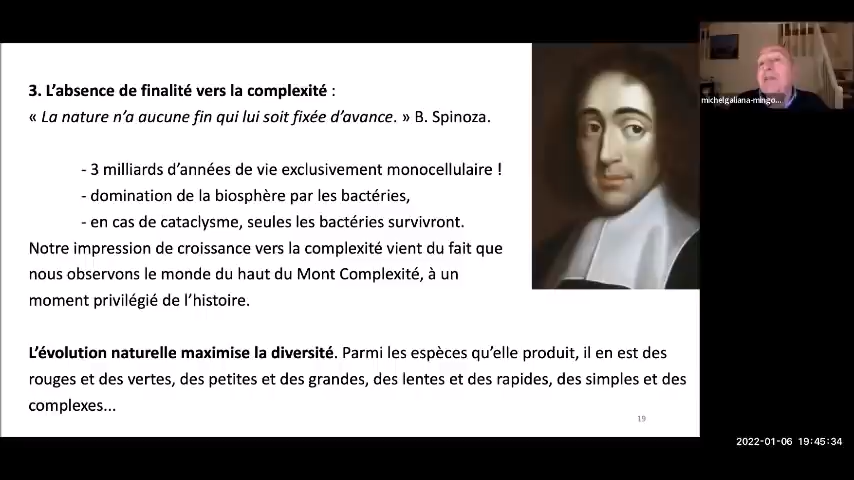 3. L'absence de finalité vers la complexité :
« La nature n'a aucune fin qui lui soit fixée d'avance. » B. Spinoza.
- 3 milliards d'années de vie exclusivement monocellulaire !
- domination de la biosphère par les bactéries,
- en cas de cataclysme, seules les bactéries survivront.
Notre impression de croissance vers la complexité vient du fait que
nous observons le monde du haut du Mont Complexité, à un
moment privilégié de l'histoire.
L'évolution naturelle maximise la diversité. Parmi les espèces qu'elle produit, il en est des
rouges et des vertes, des petites et des grandes, des lentes et des rapides, des simples et des
complexes...
19
michelgaliana-mingo...
2022-01-06 19:45:34